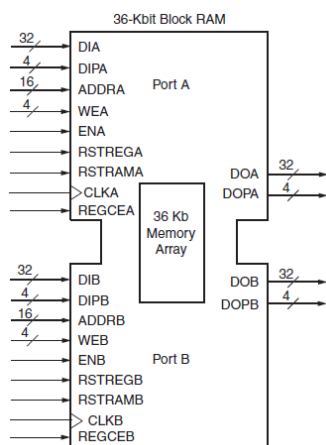 36-Kbit Block RAM
32
DIA
4
DIPA
16
ADDRA
4
WEA
ENA
RSTREGA
RSTRAMA
CLKA
REGCEA
Port A
DOA
32
DOPA
4
36 Kb
Memory
Array
32
DIB
4
DIPB
16
ADDRB
4
WEB
ENB
RSTREGB
RSTRAMB
CLKB
REGCEB
Port B
DOB
32
DOPB
4